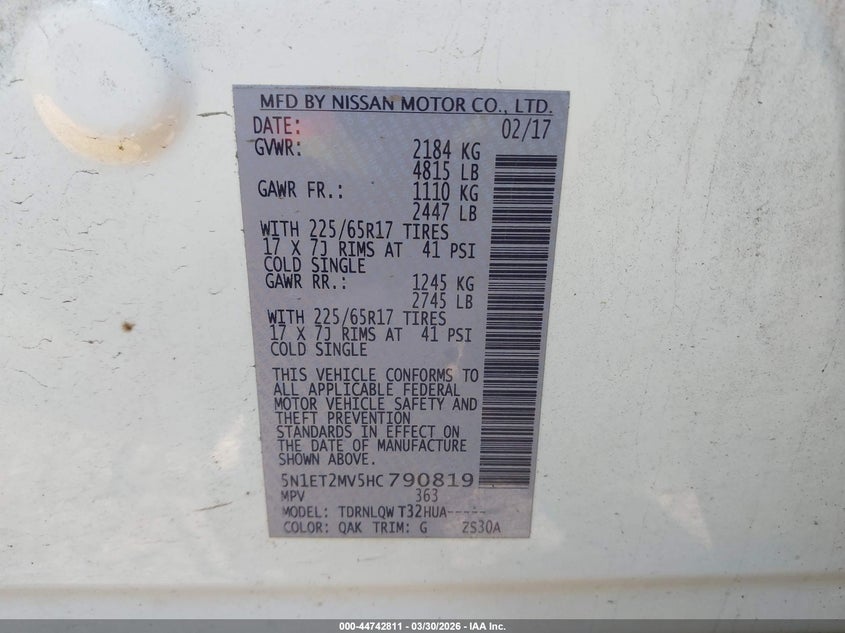 MFD BY NISSAN MOTOR CO., LTD.
DATE: 02/17
GVWR: 2184 KG
4815 LB
GAWR FR.: 1110 KG
2447 LB
WITH 225/65R17 TIRES
17 X 7J RIMS AT 41 PSI
COLD SINGLE
GAWR RR.: 1245 KG
2745 LB
WITH 225/65R17 TIRES
17 X 7J RIMS AT 41 PSI
COLD SINGLE
THIS VEHICLE CONFORMS TO
ALL APPLICABLE FEDERAL
MOTOR VEHICLE SAFETY AND
THEFT PREVENTION
STANDARDS IN EFFECT ON
THE DATE OF MANUFACTURE
SHOWN ABOVE.
5N1ET2MV5HC790819
MPV 363
MODEL: TDRNLQW T32HUA-----
COLOR: QAK TRIM: G ZS30A
000-44742811 - 03/30/2026 - IAA Inc.